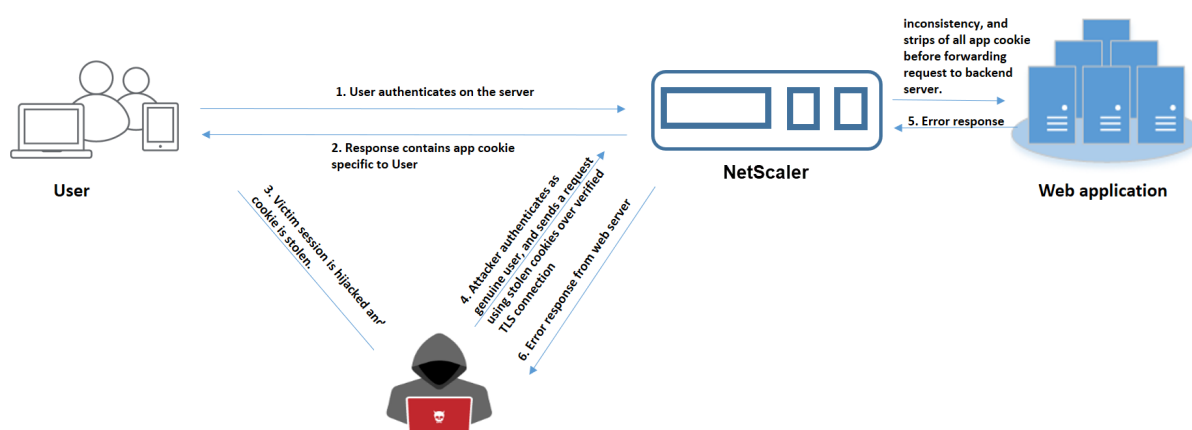 inconsistency, and
strips of all app cookie
before forwarding
request to backend
server.
1. User authenticates on the server
5. Error response
2. Response contains app cookie
specific to User
User
NetScaler
Web application
3. Victim session is hijacked and
cookie is stolen.
4. Attacker authenticates as
genuine user, and sends a request
using stolen cookies over verified
TLS connection
6. Error response from web server